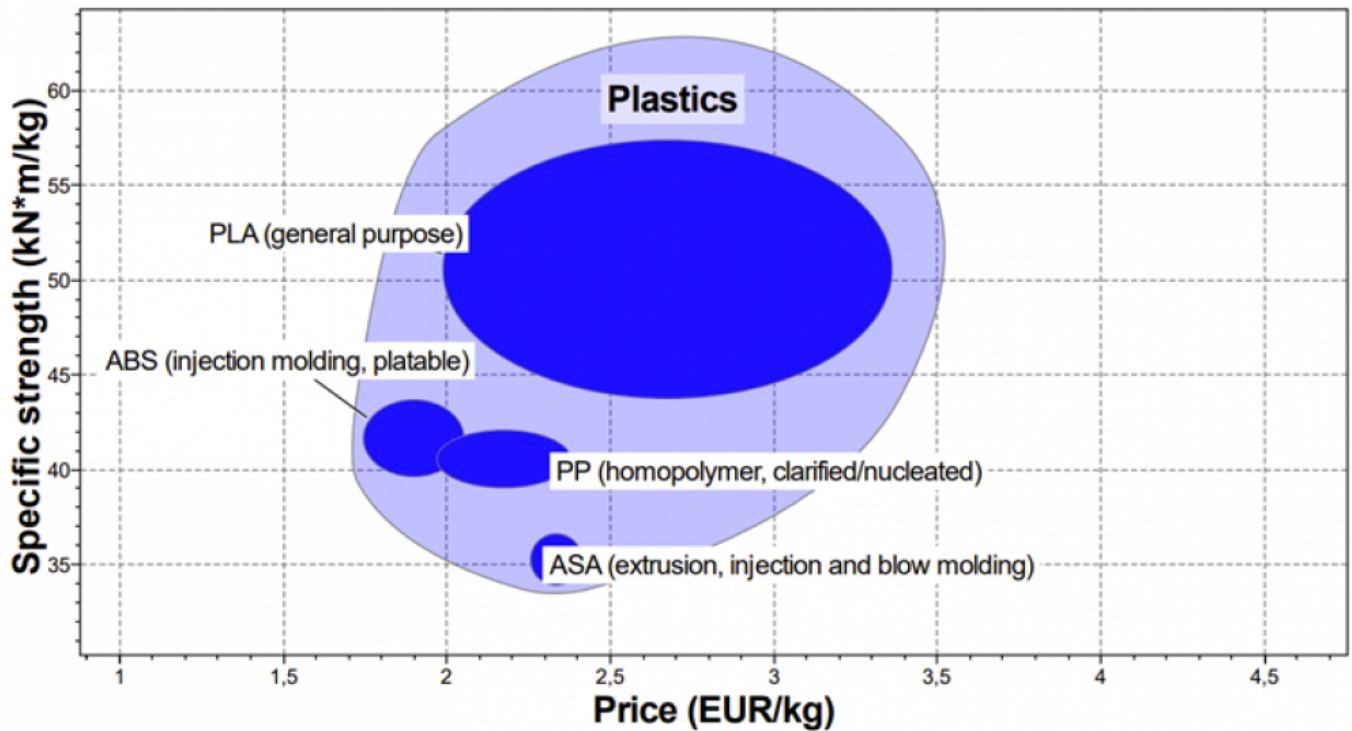 Specific strength (kN*m/kg)
60
55
50
45
40
35
Plastics
PLA (general purpose)
ABS (injection molding, platable)
PP (homopolymer, clarified/nucleated)
ASA (extrusion, injection and blow molding)
1
1,5
2
2,5
3
3,5
4
4,5
Price (EUR/kg)